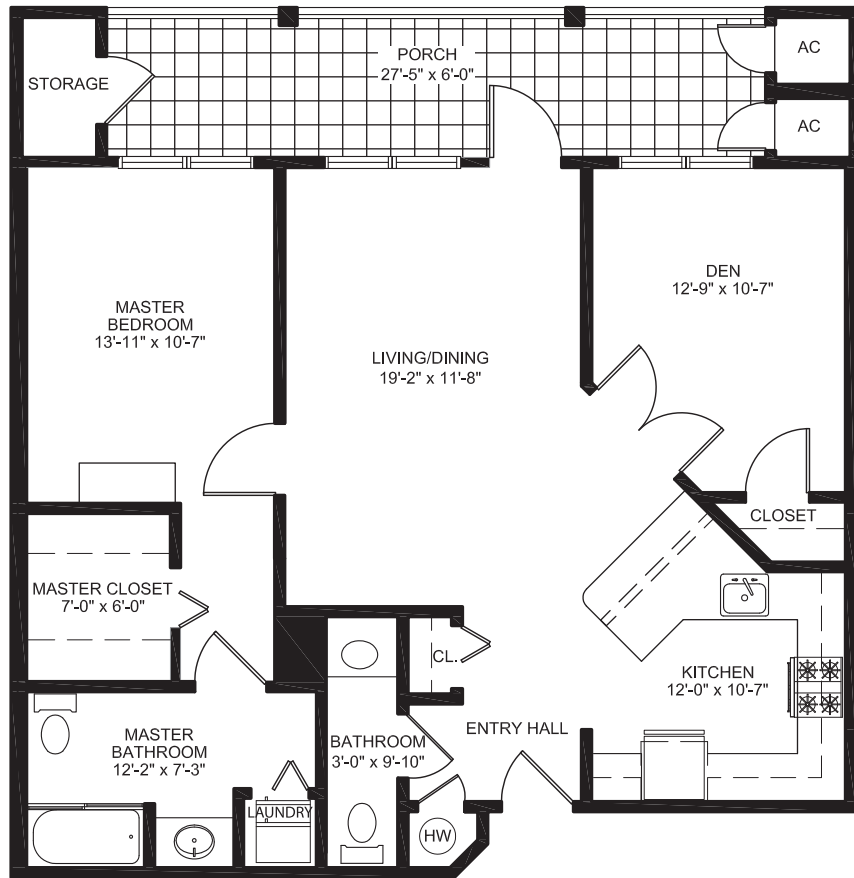 PORCH
27'-5" x 6'-0"
AC
STORAGE
AC
DEN
12'-9" x 10'-7"
MASTER
BEDROOM
13'-11" x 10'-7"
LIVING/DINING
19'-2" x 11'-8"
CLOSET
MASTER CLOSET
7'-0" x 6'-0"
CL.
KITCHEN
12'-0" x 10'-7"
ENTRY HALL
MASTER
BATHROOM
12'-2" x 7'-3"
BATHROOM
3'-0" x 9'-10"
LAUNDRY
HW